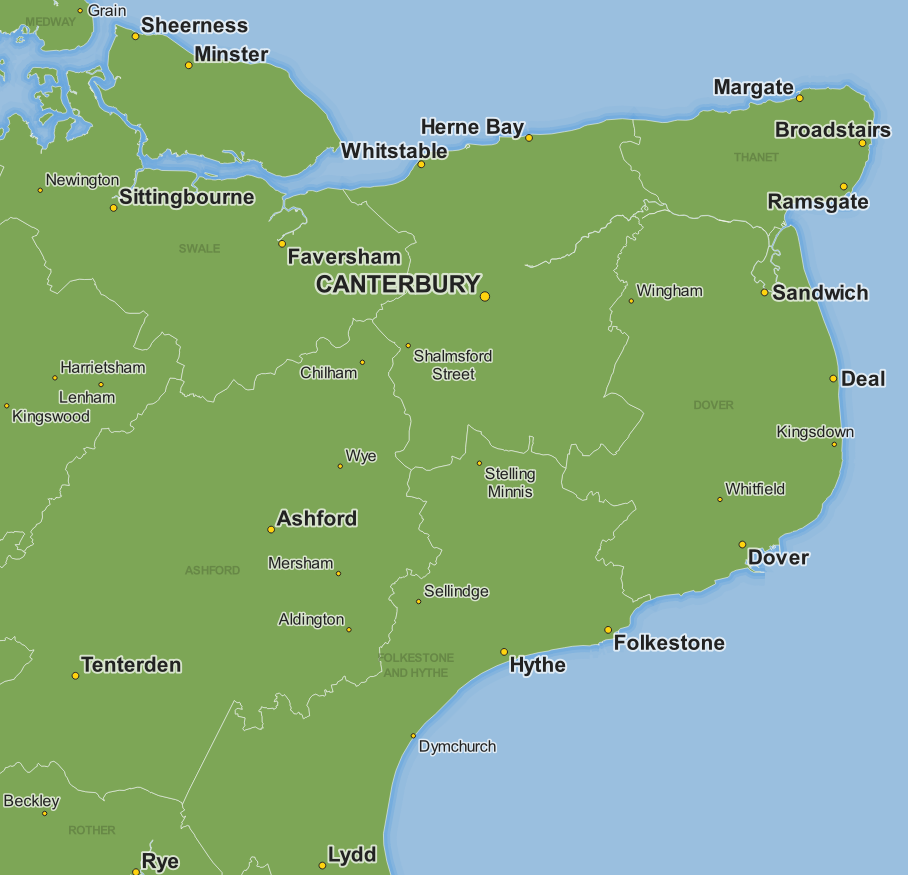 Grain
MEDWAY
Sheerness
Minster
Margate
Herne Bay
Broadstairs
Whitstable
THANET
Newington
Sittingbourne
Ramsgate
SWALE
Faversham
CANTERBURY
Wingham
Sandwich
Shalmsford
Street
Harrietsham
Chilham
Deal
Lenham
DOVER
Kingswood
Kingsdown
Wye
Stelling
Minnis
Whitfield
Ashford
Dover
Mersham
ASHFORD
Sellindge
Aldington
Folkestone
FOLKESTONE
AND HYTHE
Tenterden
Hythe
Dymchurch
Beckley
ROTHER
Lydd
Rye